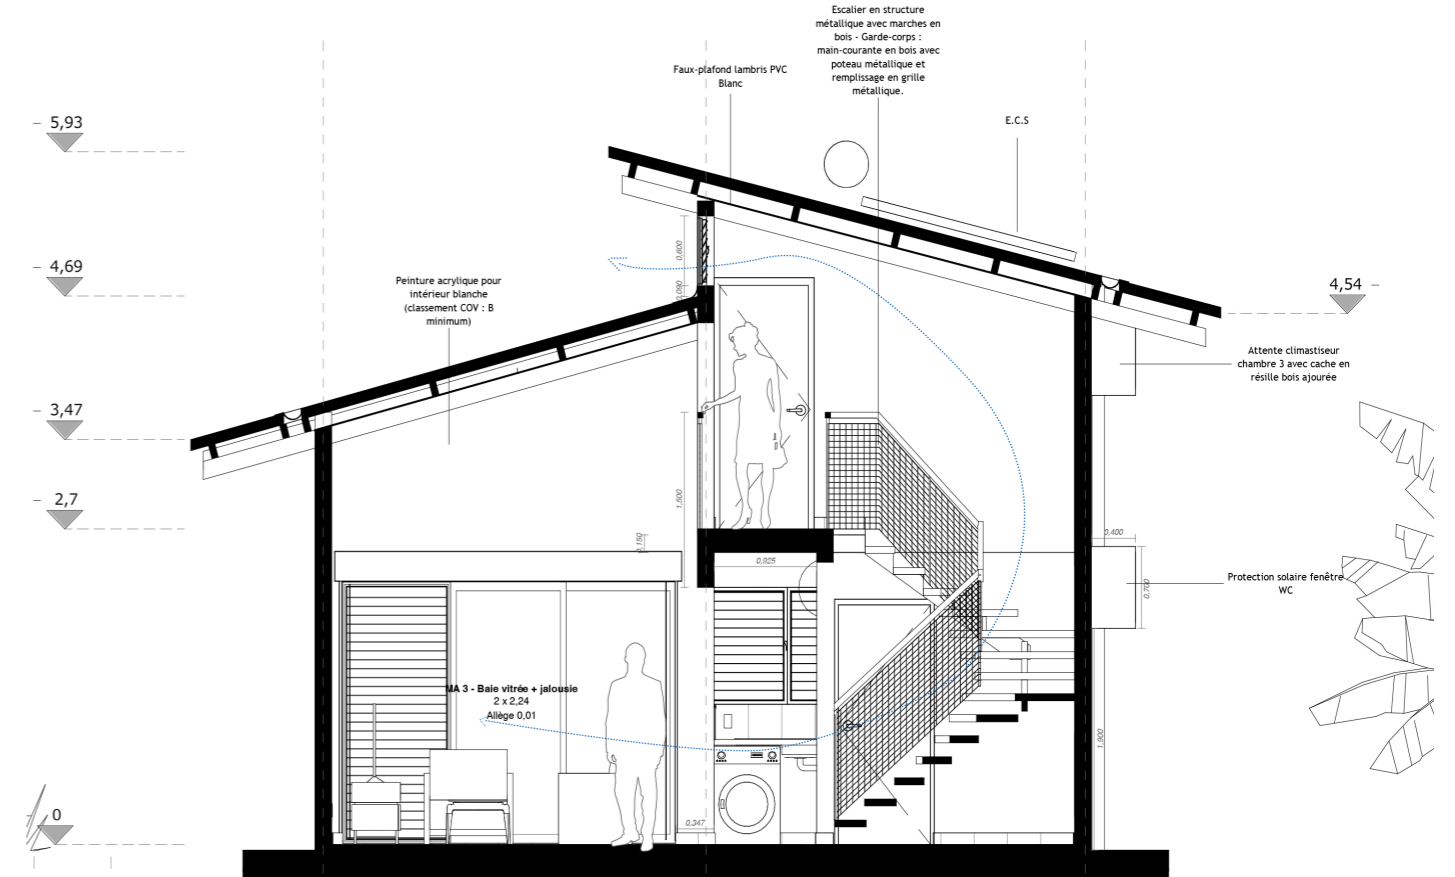 Escalier en structure
métallique avec marches en
bois - Garde-corps :
main-courante en bois avec
poteau métallique et
remplissage en grille
métallique.
Faux-plafond lambris PVC
Blanc
E.C.S
5,93
4,69
0,600
0,090
Peinture acrylique pour
intérieur blanche
(classement COV : B
minimum)
4,54
Attente climastiseur
chambre 3 avec cache en
résille bois ajourée
3,47
2,7
1,500
0,150
0,925
0,400
0,700
Protection solaire fenêtre
WC
MA 3 - Baie vitrée + jalousie
2 x 2,24
Allège 0,01
1,900
0
0,347